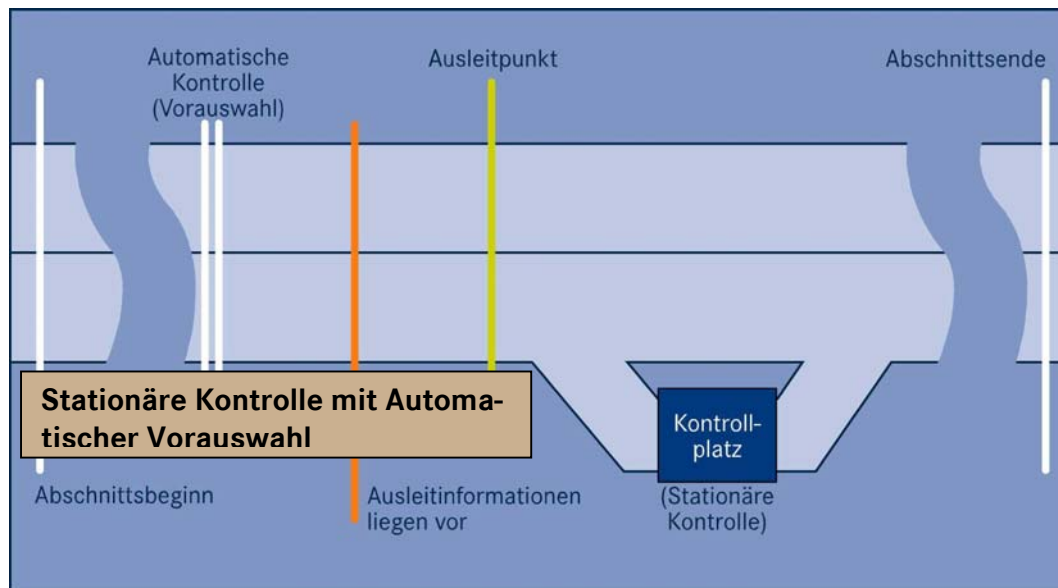 Automatische
Kontrolle
(Vorauswahl)
Ausleitpunkt
Abschnittsende
Stationäre Kontrolle mit Automa-
tischer Vorauswahl
Kontroll-
platz
Abschnittsbeginn
Ausleitinformationen
liegen vor
(Stationäre
Kontrolle)